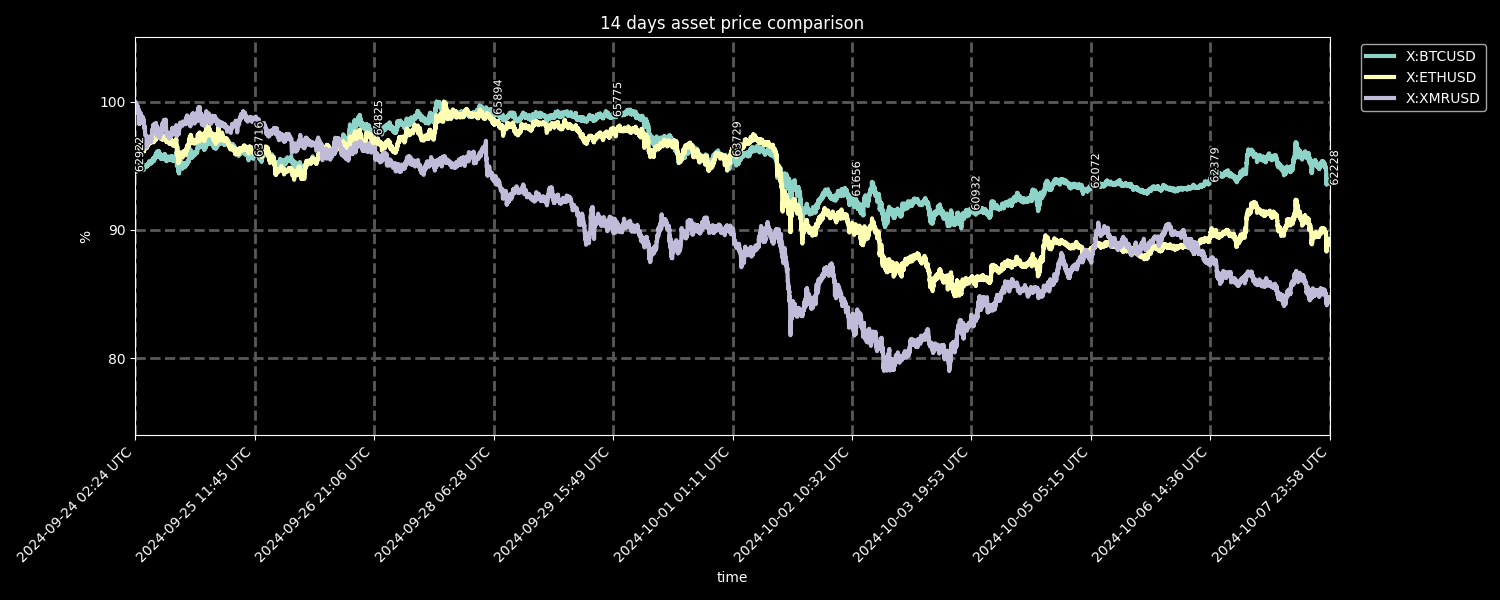 14 days asset price comparison
X:BTCUSD
X:ETHUSD
X:XMRUSD
%
100
90
80
62922
63716
64825
65894
65775
63729
61656
60932
62072
62379
62228
2024-09-24 02:24 UTC
2024-09-25 11:45 UTC
2024-09-26 21:06 UTC
2024-09-28 06:28 UTC
2024-09-29 15:49 UTC
2024-10-01 01:11 UTC
2024-10-02 10:32 UTC
2024-10-03 19:53 UTC
2024-10-05 05:15 UTC
2024-10-06 14:36 UTC
2024-10-07 23:58 UTC
time